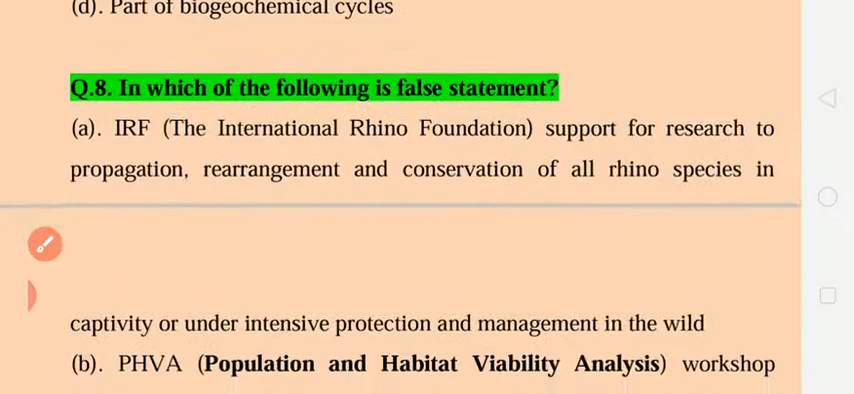 (d). Part of biogeochemical cycles
Q.8. In which of the following is false statement?
(a). IRF (The International Rhino Foundation) support for research to
propagation, rearrangement and conservation of all rhino species in
captivity or under intensive protection and management in the wild
(b). PHVA (Population and Habitat Viability Analysis) workshop